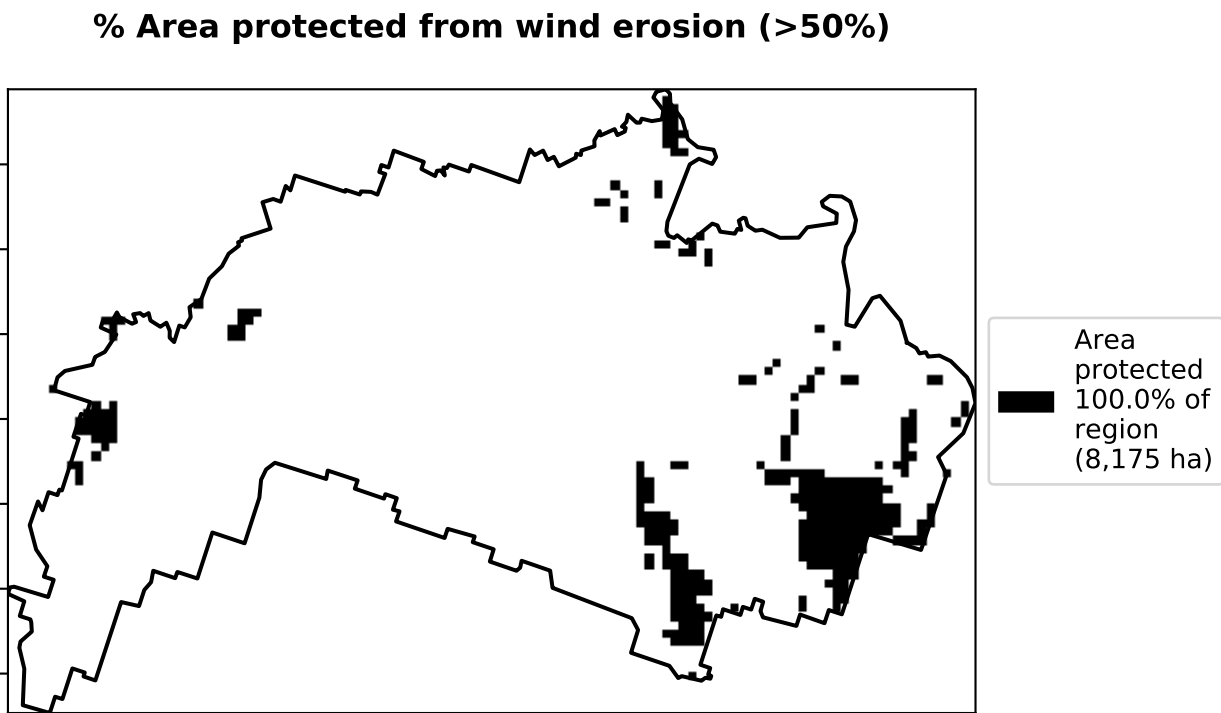 % Area protected from wind erosion (>50%)
Area
protected
100.0% of
region
(8,175 ha)